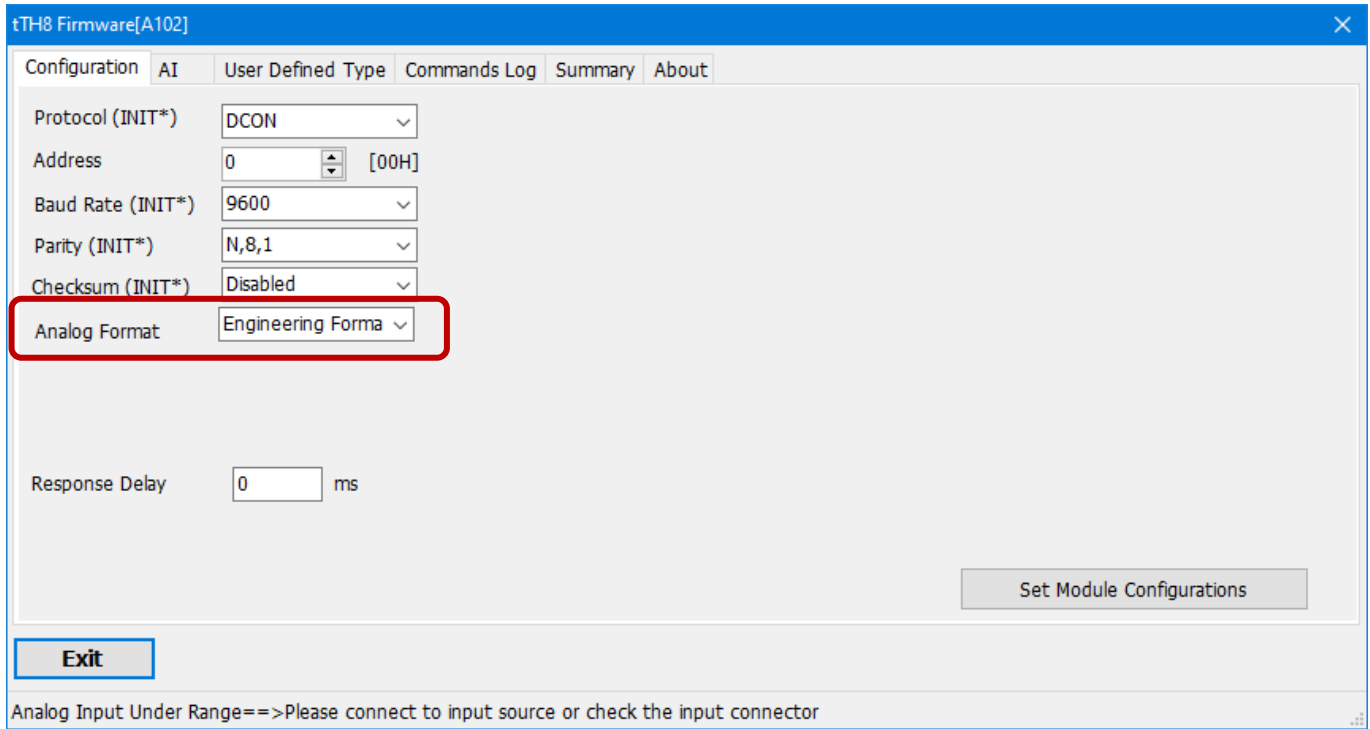 tTH8 Firmware[A102]
Configuration AI User Defined Type Commands Log Summary About
Protocol (INIT*) DCON
Address 0 [00H]
Baud Rate (INIT*) 9600
Parity (INIT*) N,8,1
Checksum (INIT*) Disabled
Analog Format Engineering Forma
Response Delay 0 ms
Set Module Configurations
Exit
Analog Input Under Range==>Please connect to input source or check the input connector